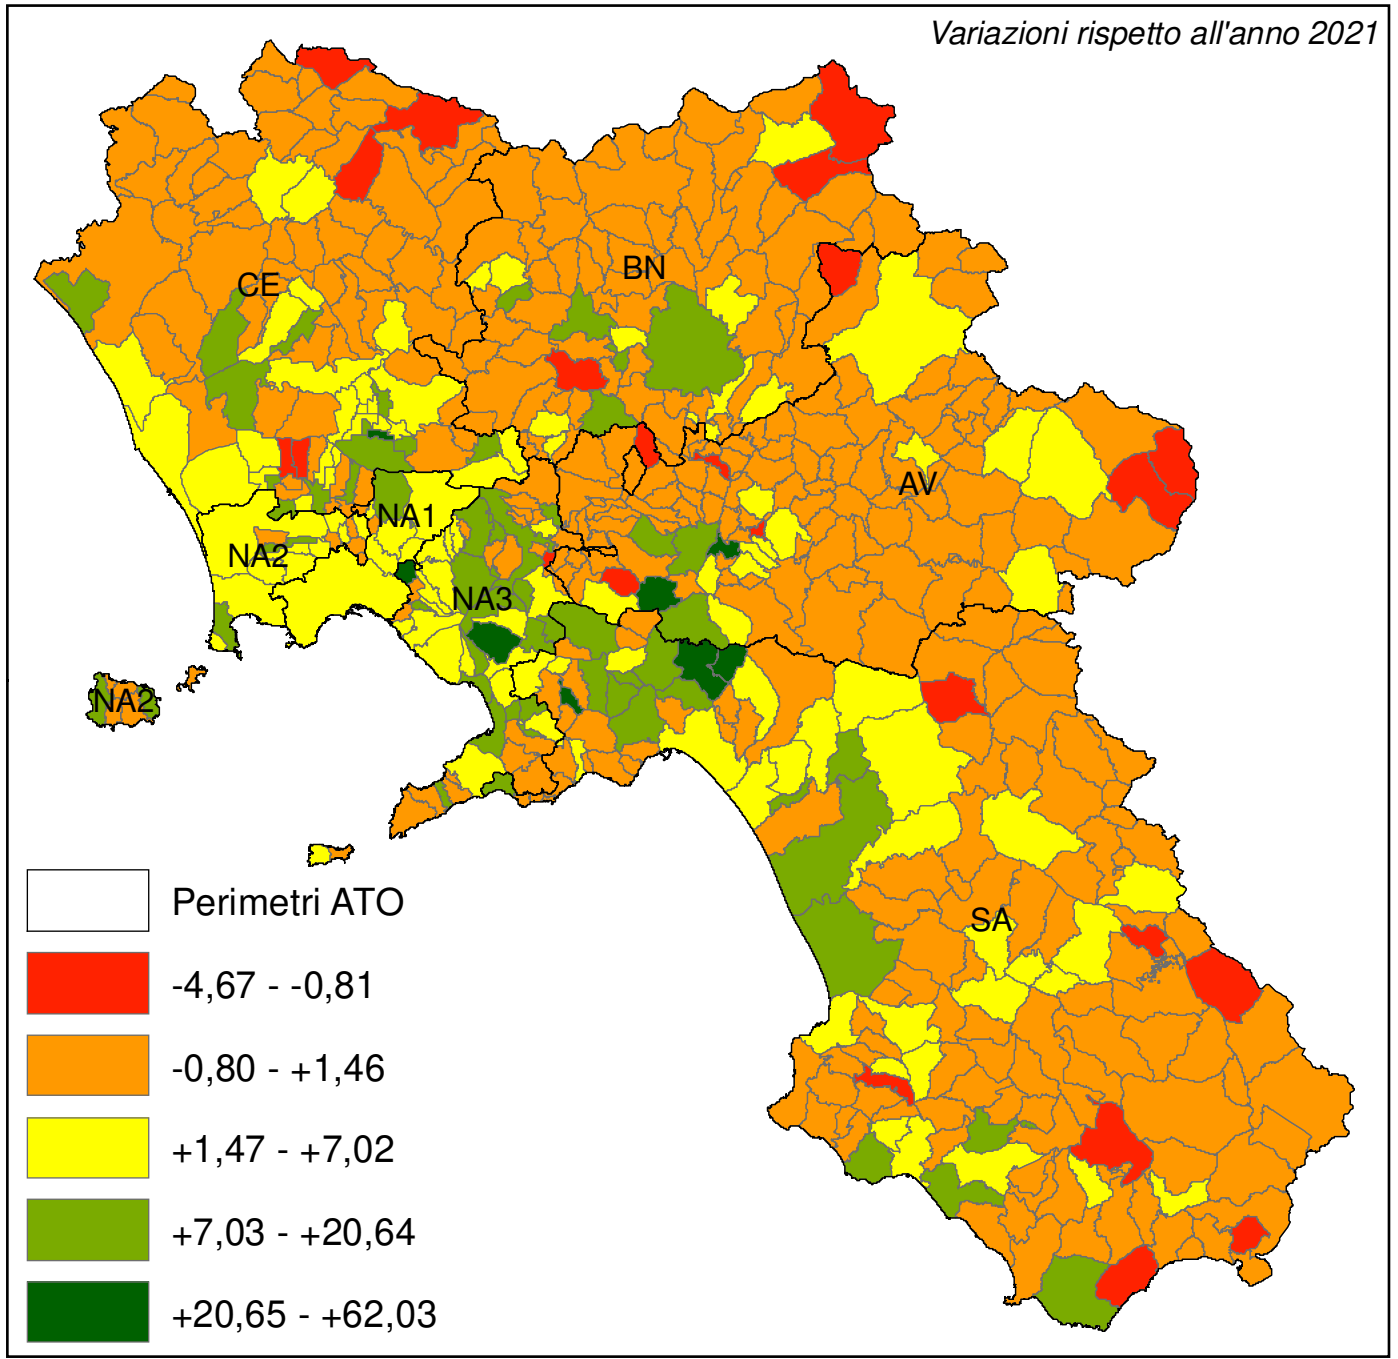 Variazioni rispetto all'anno 2021
BN
CE
AV
NA1
NA2
NA3
NA2
SA
Perimetri ATO
-4,67 - -0,81
-0,80 - +1,46
+1,47 - +7,02
+7,03 - +20,64
+20,65 - +62,03